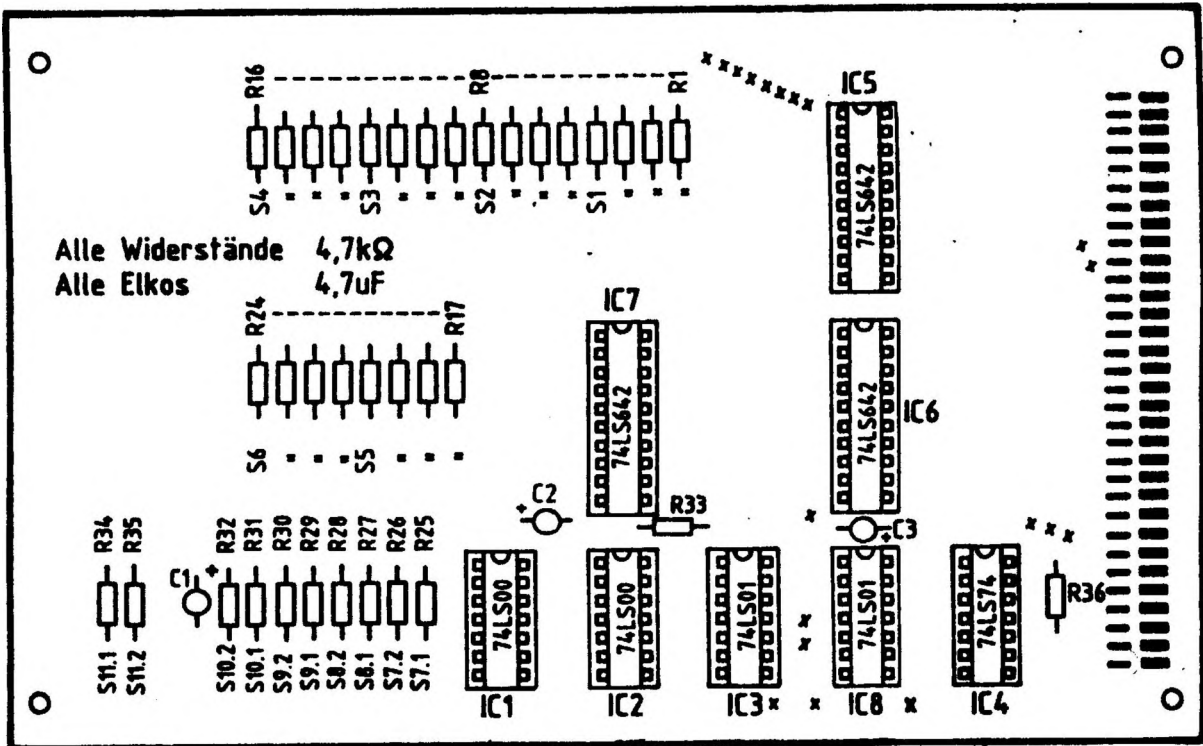 R16 R8 R1
S4 S3 S2 S1
Alle Widerstände 4,7kΩ
Alle Elkos 4,7uF
R24 R17
S6 S5
IC5
74LS642
IC7
74LS642
IC6
74LS642
C2
R33
C3
R34 R35
S11.1 S11.2
C1
R32 R31 R30 R29 R28 R27 R26 R25
S10.2 S10.1 S9.2 S9.1 S8.2 S8.1 S7.2 S7.1
74LS00
IC1
74LS00
IC2
74LS01
IC3
74LS01
IC8
74LS74
IC4
R36